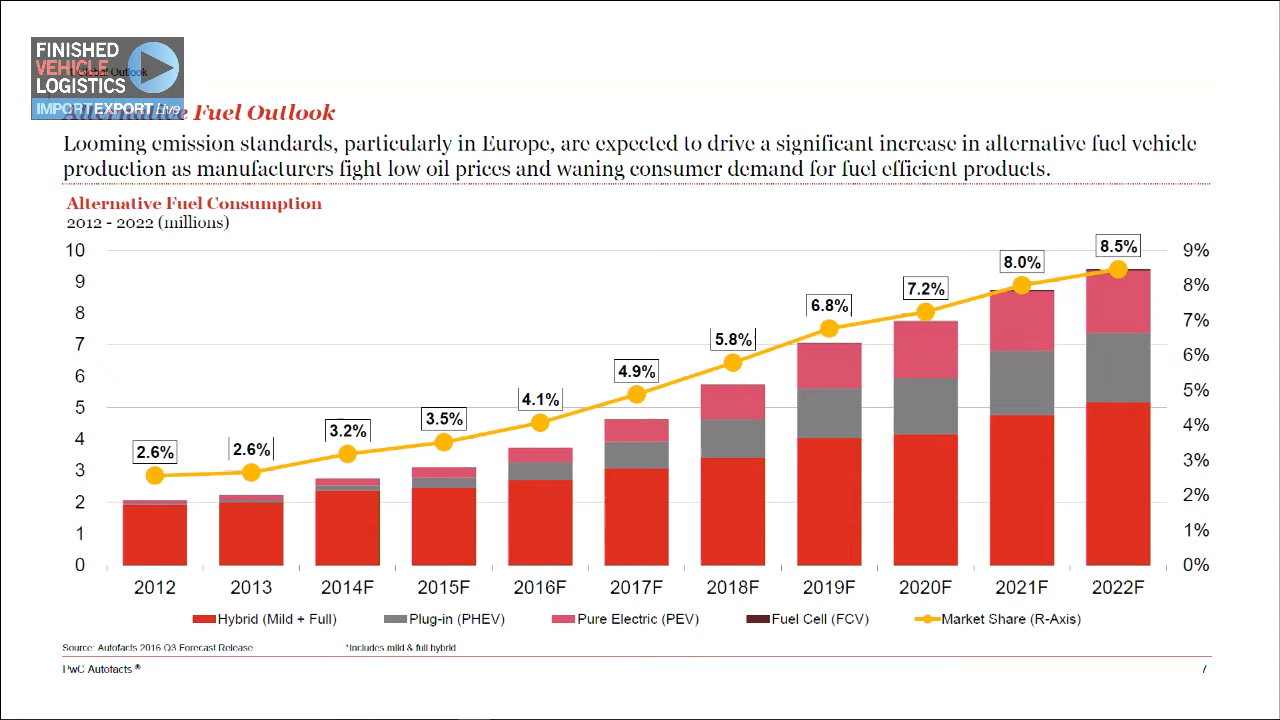 FINISHED
VEHICLE
LOGISTICS
IMPORT EXPORT Live
Global Outlook
Alternative Fuel Outlook
Looming emission standards, particularly in Europe, are expected to drive a significant increase in alternative fuel vehicle
production as manufacturers fight low oil prices and waning consumer demand for fuel efficient products.
Alternative Fuel Consumption
2012 - 2022 (millions)
10
9
8
7
6
5
4
3
2
1
0
2.6%
2.6%
3.2%
3.5%
4.1%
4.9%
5.8%
6.8%
7.2%
8.0%
8.5%
9%
8%
7%
6%
5%
4%
3%
2%
1%
0%
2012 2013 2014F 2015F 2016F 2017F 2018F 2019F 2020F 2021F 2022F
Hybrid (Mild + Full) Plug-in (PHEV) Pure Electric (PEV) Fuel Cell (FCV) Market Share (R-Axis)
Source: Autofacts 2016 Q3 Forecast Release *Includes mild & full hybrid
PwC Autofacts ® 7